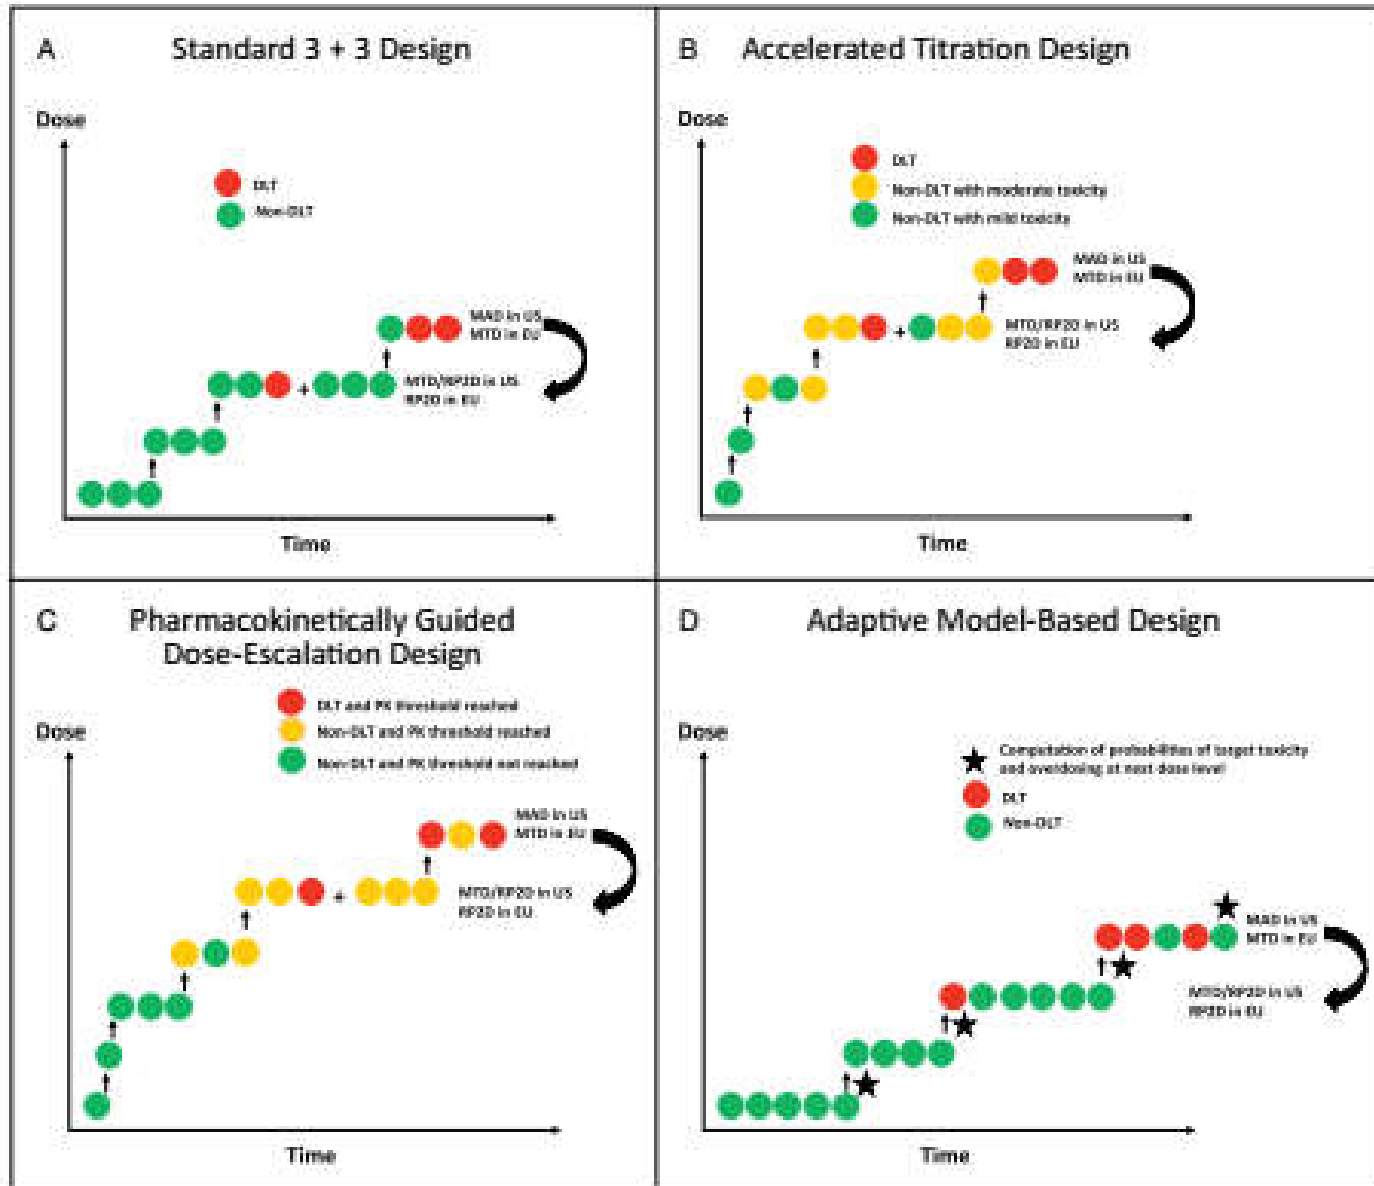 A
Standard 3 + 3 Design
Dose
DLT
Non-DLT
MAD in US
MTD in EU
+
MTD/RP2D in US
RP2D in EU
Time
B
Accelerated Titration Design
Dose
DLT
Non-DLT with moderate toxicity
Non-DLT with mild toxicity
MAD in US
MTD in EU
+
MTD/RP2D in US
RP2D in EU
Time
C
Pharmacokinetically Guided
Dose-Escalation Design
DLT and PK threshold reached
Non-DLT and PK threshold reached
Non-DLT and PK threshold not reached
Dose
MAD in US
MTD in EU
+
MTD/RP2D in US
RP2D in EU
Time
D
Adaptive Model-Based Design
Dose
Computation of probabilities of target toxicity
and overdosing at next dose level
DLT
Non-DLT
MAD in US
MTD in EU
MTD/RP2D in US
RP2D in EU
Time